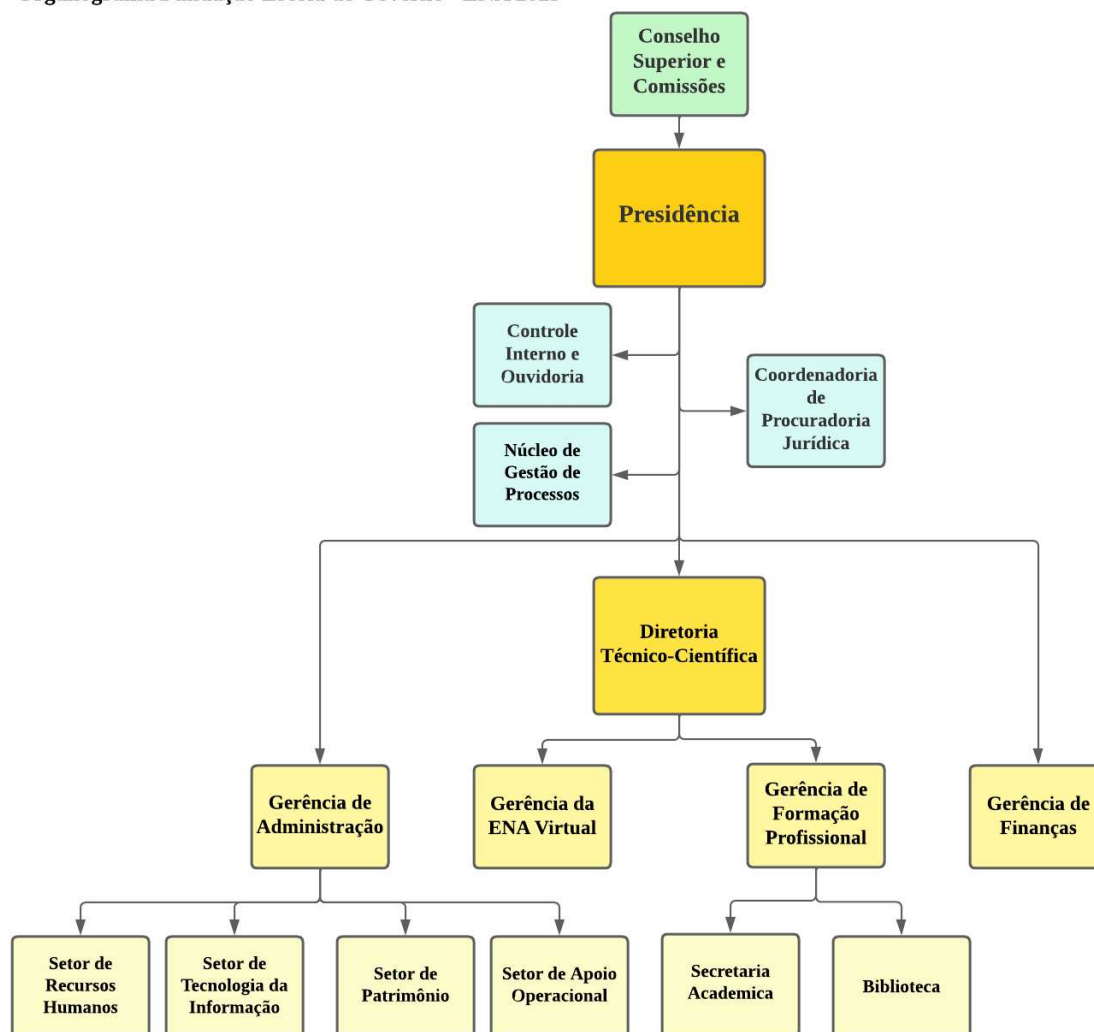 Conselho
Superior e
Comissões
Presidência
Controle
Interno e
Ouvidoria
Coordenadoria
de
Procuradoria
Jurídica
Núcleo de
Gestão de
Processos
Diretoria
Técnico-Científica
Gerência de
Administração
Gerência da
ENA Virtual
Gerência de
Formação
Profissional
Gerência de
Finanças
Setor de
Recursos
Humanos
Setor de
Tecnologia da
Informação
Setor de
Patrimônio
Setor de Apoio
Operacional
Secretaria
Academica
Biblioteca